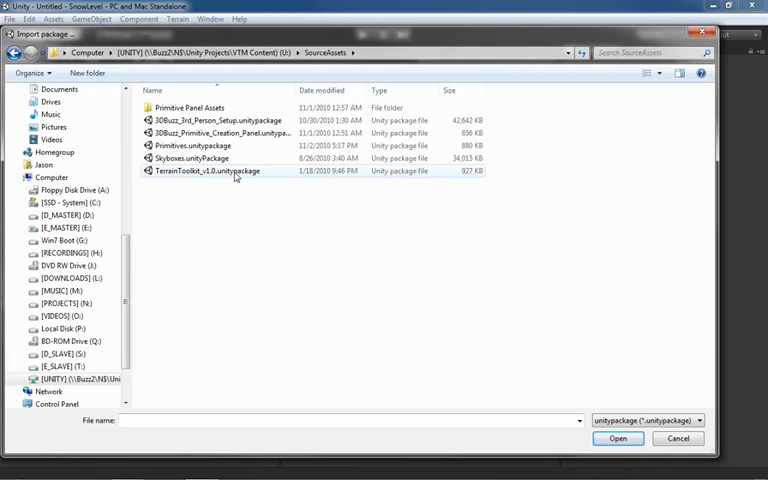 Unity - Untitled - SnowLevel - PC and Mac Standalone
File Edit Assets GameObject Component Terrain Window Help
Import package ...
Computer [UNITY] (\\Buzz2\N$\Unity Projects\VTM Content) (U:) SourceAssets
Search SourceAssets
Organize New folder
Name Date modified Type Size
Documents
Drives
Music
Pictures
Videos
Homegroup
Jason
Computer
Floppy Disk Drive (A:)
[SSD - System] (C:)
[D_MASTER] (D:)
[E_MASTER] (E:)
Win7 Boot (G:)
[RECORDINGS] (H:)
DVD RW Drive (J:)
[DOWNLOADS] (L:)
[MUSIC] (M:)
[PROJECTS] (N:)
[VIDEOS] (O:)
Local Disk (P:)
BD-ROM Drive (Q:)
[D_SLAVE] (S:)
[E_SLAVE] (T:)
[UNITY] (\\Buzz2\N$\Uni
Network
Control Panel
Primitive Panel Assets 11/1/2010 12:57 AM File folder
3DBuzz_3rd_Person_Setup.unitypackage 10/30/2010 1:30 AM Unity package file 42,642 KB
3DBuzz_Primitive_Creation_Panel.unitypa... 11/1/2010 12:51 AM Unity package file 856 KB
Primitives.unitypackage 11/2/2010 5:17 PM Unity package file 880 KB
Skyboxes.unityPackage 8/26/2010 3:40 AM Unity package file 34,015 KB
TerrainToolkit_v1.0.unitypackage 1/18/2010 9:46 PM Unity package file 927 KB
File name: unitypackage (*.unitypackage)
Open Cancel